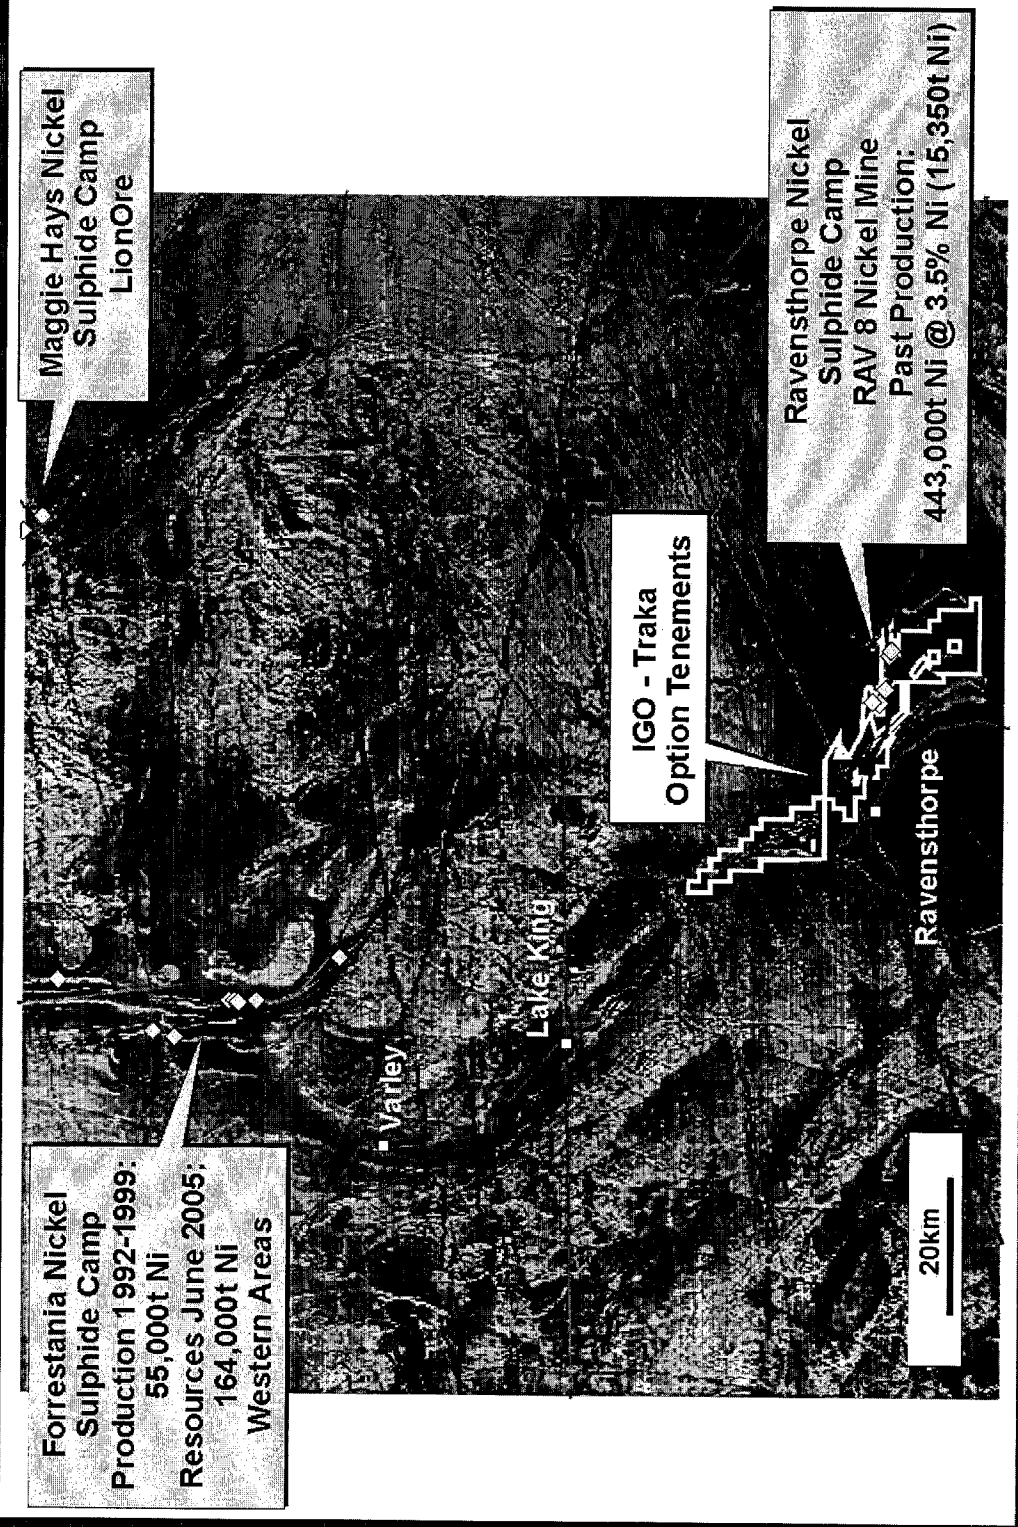 Forrestania Nickel
Sulphide Camp
Production 1992-1999:
55,000t Ni
Resources June 2005:
164,000t Ni
Western Areas
Maggie Hays Nickel
Sulphide Camp
LionOre
Varley
Lake King
IGO - Traka
Option Tenements
Ravensthorpe Nickel
Sulphide Camp
RAV 8 Nickel Mine
Past Production:
443,000t Ni @ 3.5% Ni (15,350t Ni)
Ravensthorpe
20km